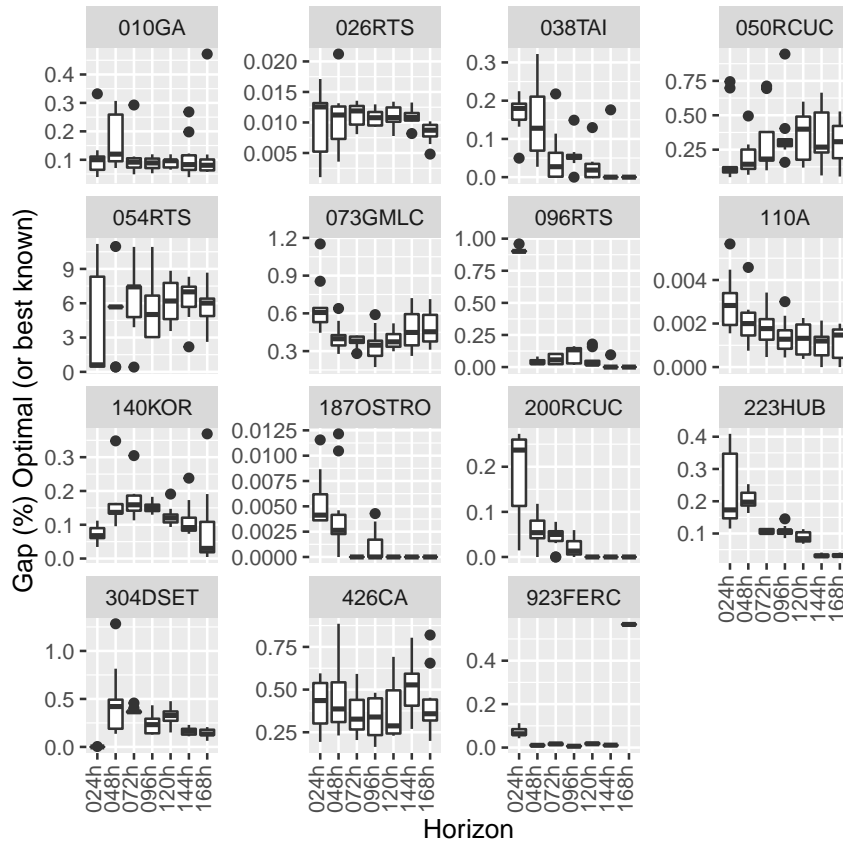 010GA
026RTS
038TAI
050RCUC
0.4
0.3
0.2
0.1
0.020
0.015
0.010
0.005
0.3
0.2
0.1
0.0
0.75
0.50
0.25
054RTS
073GMLC
096RTS
110A
9
6
3
0
1.2
0.9
0.6
0.3
1.00
0.75
0.50
0.25
0.00
0.004
0.002
0.000
140KOR
187OSTRO
200RCUC
223HUB
0.3
0.2
0.1
0.0
0.0125
0.0100
0.0075
0.0050
0.0025
0.0000
0.2
0.1
0.0
0.4
0.3
0.2
0.1
304DSET
426CA
923FERC
1.0
0.5
0.0
0.75
0.50
0.25
0.4
0.2
0.0
024h
048h
072h
096h
120h
144h
168h
024h
048h
072h
096h
120h
144h
168h
024h
048h
072h
096h
120h
144h
168h
024h
048h
072h
096h
120h
144h
168h
Horizon
Gap (%) Optimal (or best known)